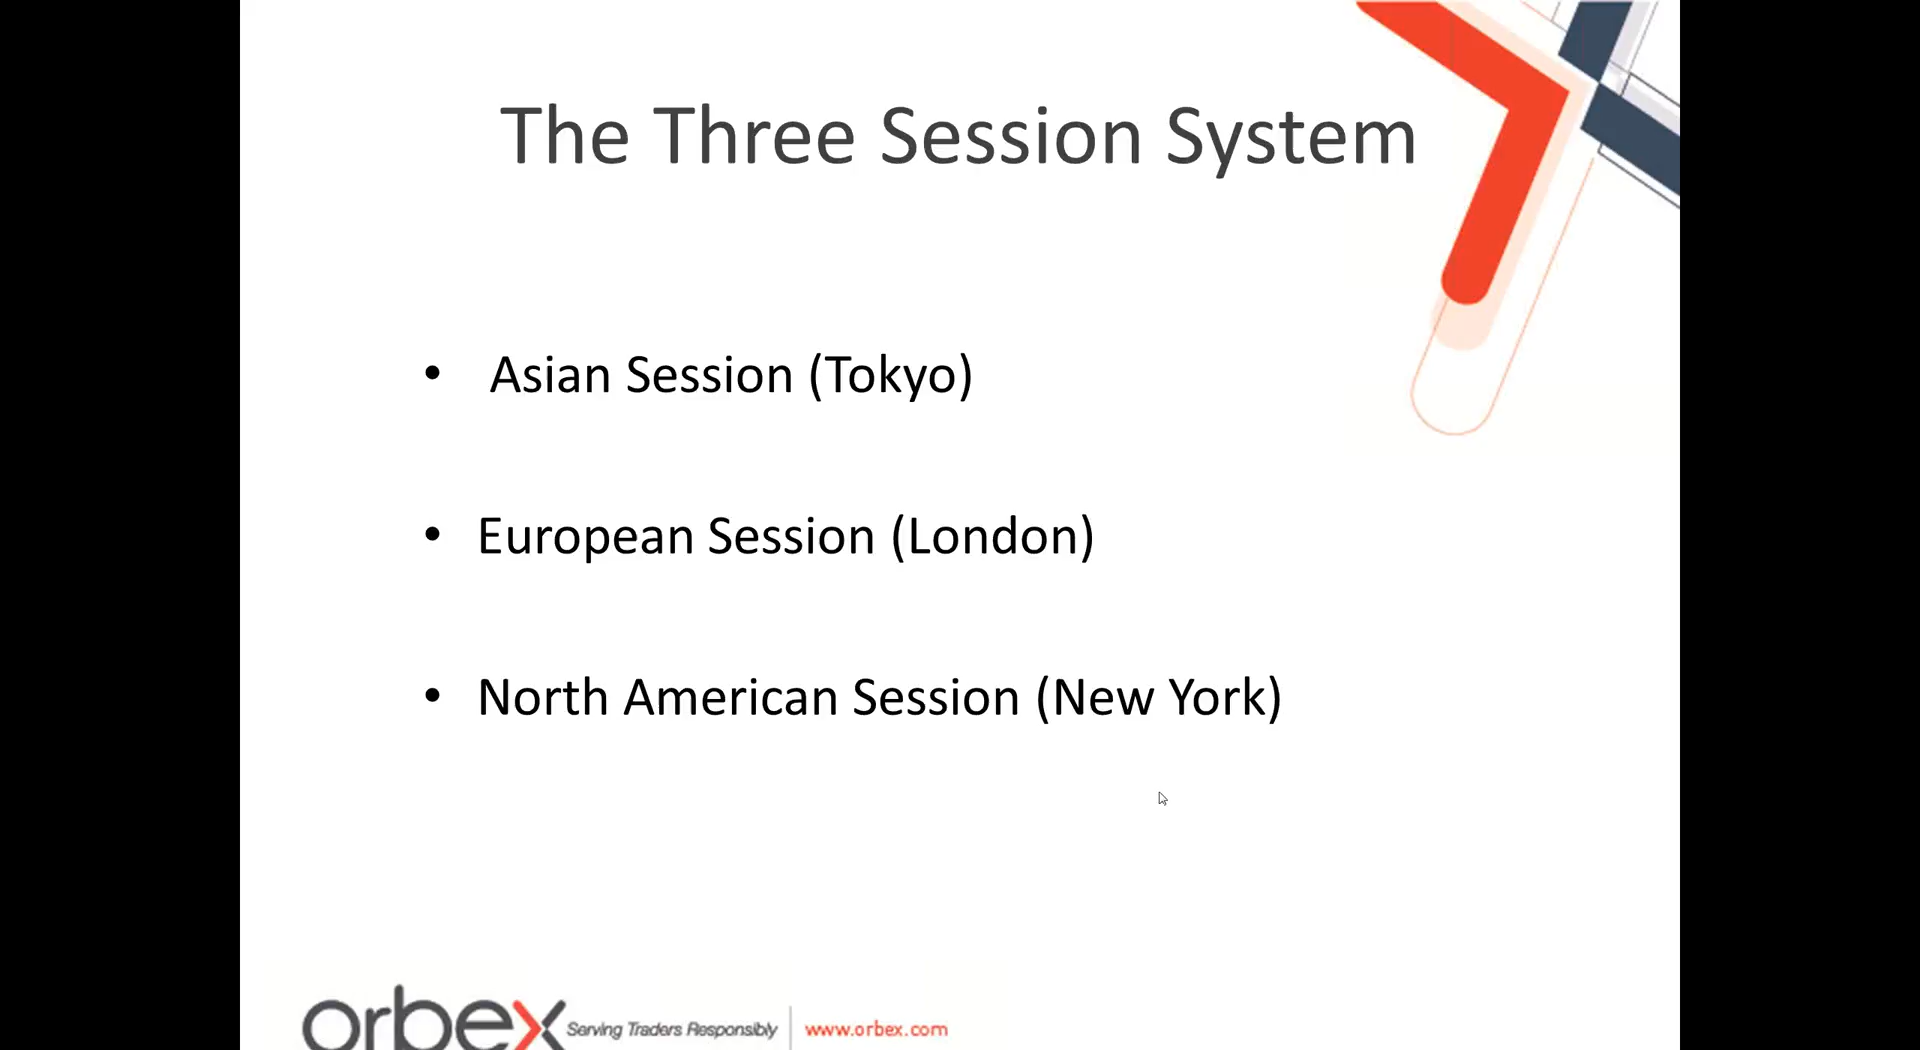 The Three Session System
• Asian Session (Tokyo)
• European Session (London)
• North American Session (New York)
orbex Serving Traders Responsibly www.orbex.com